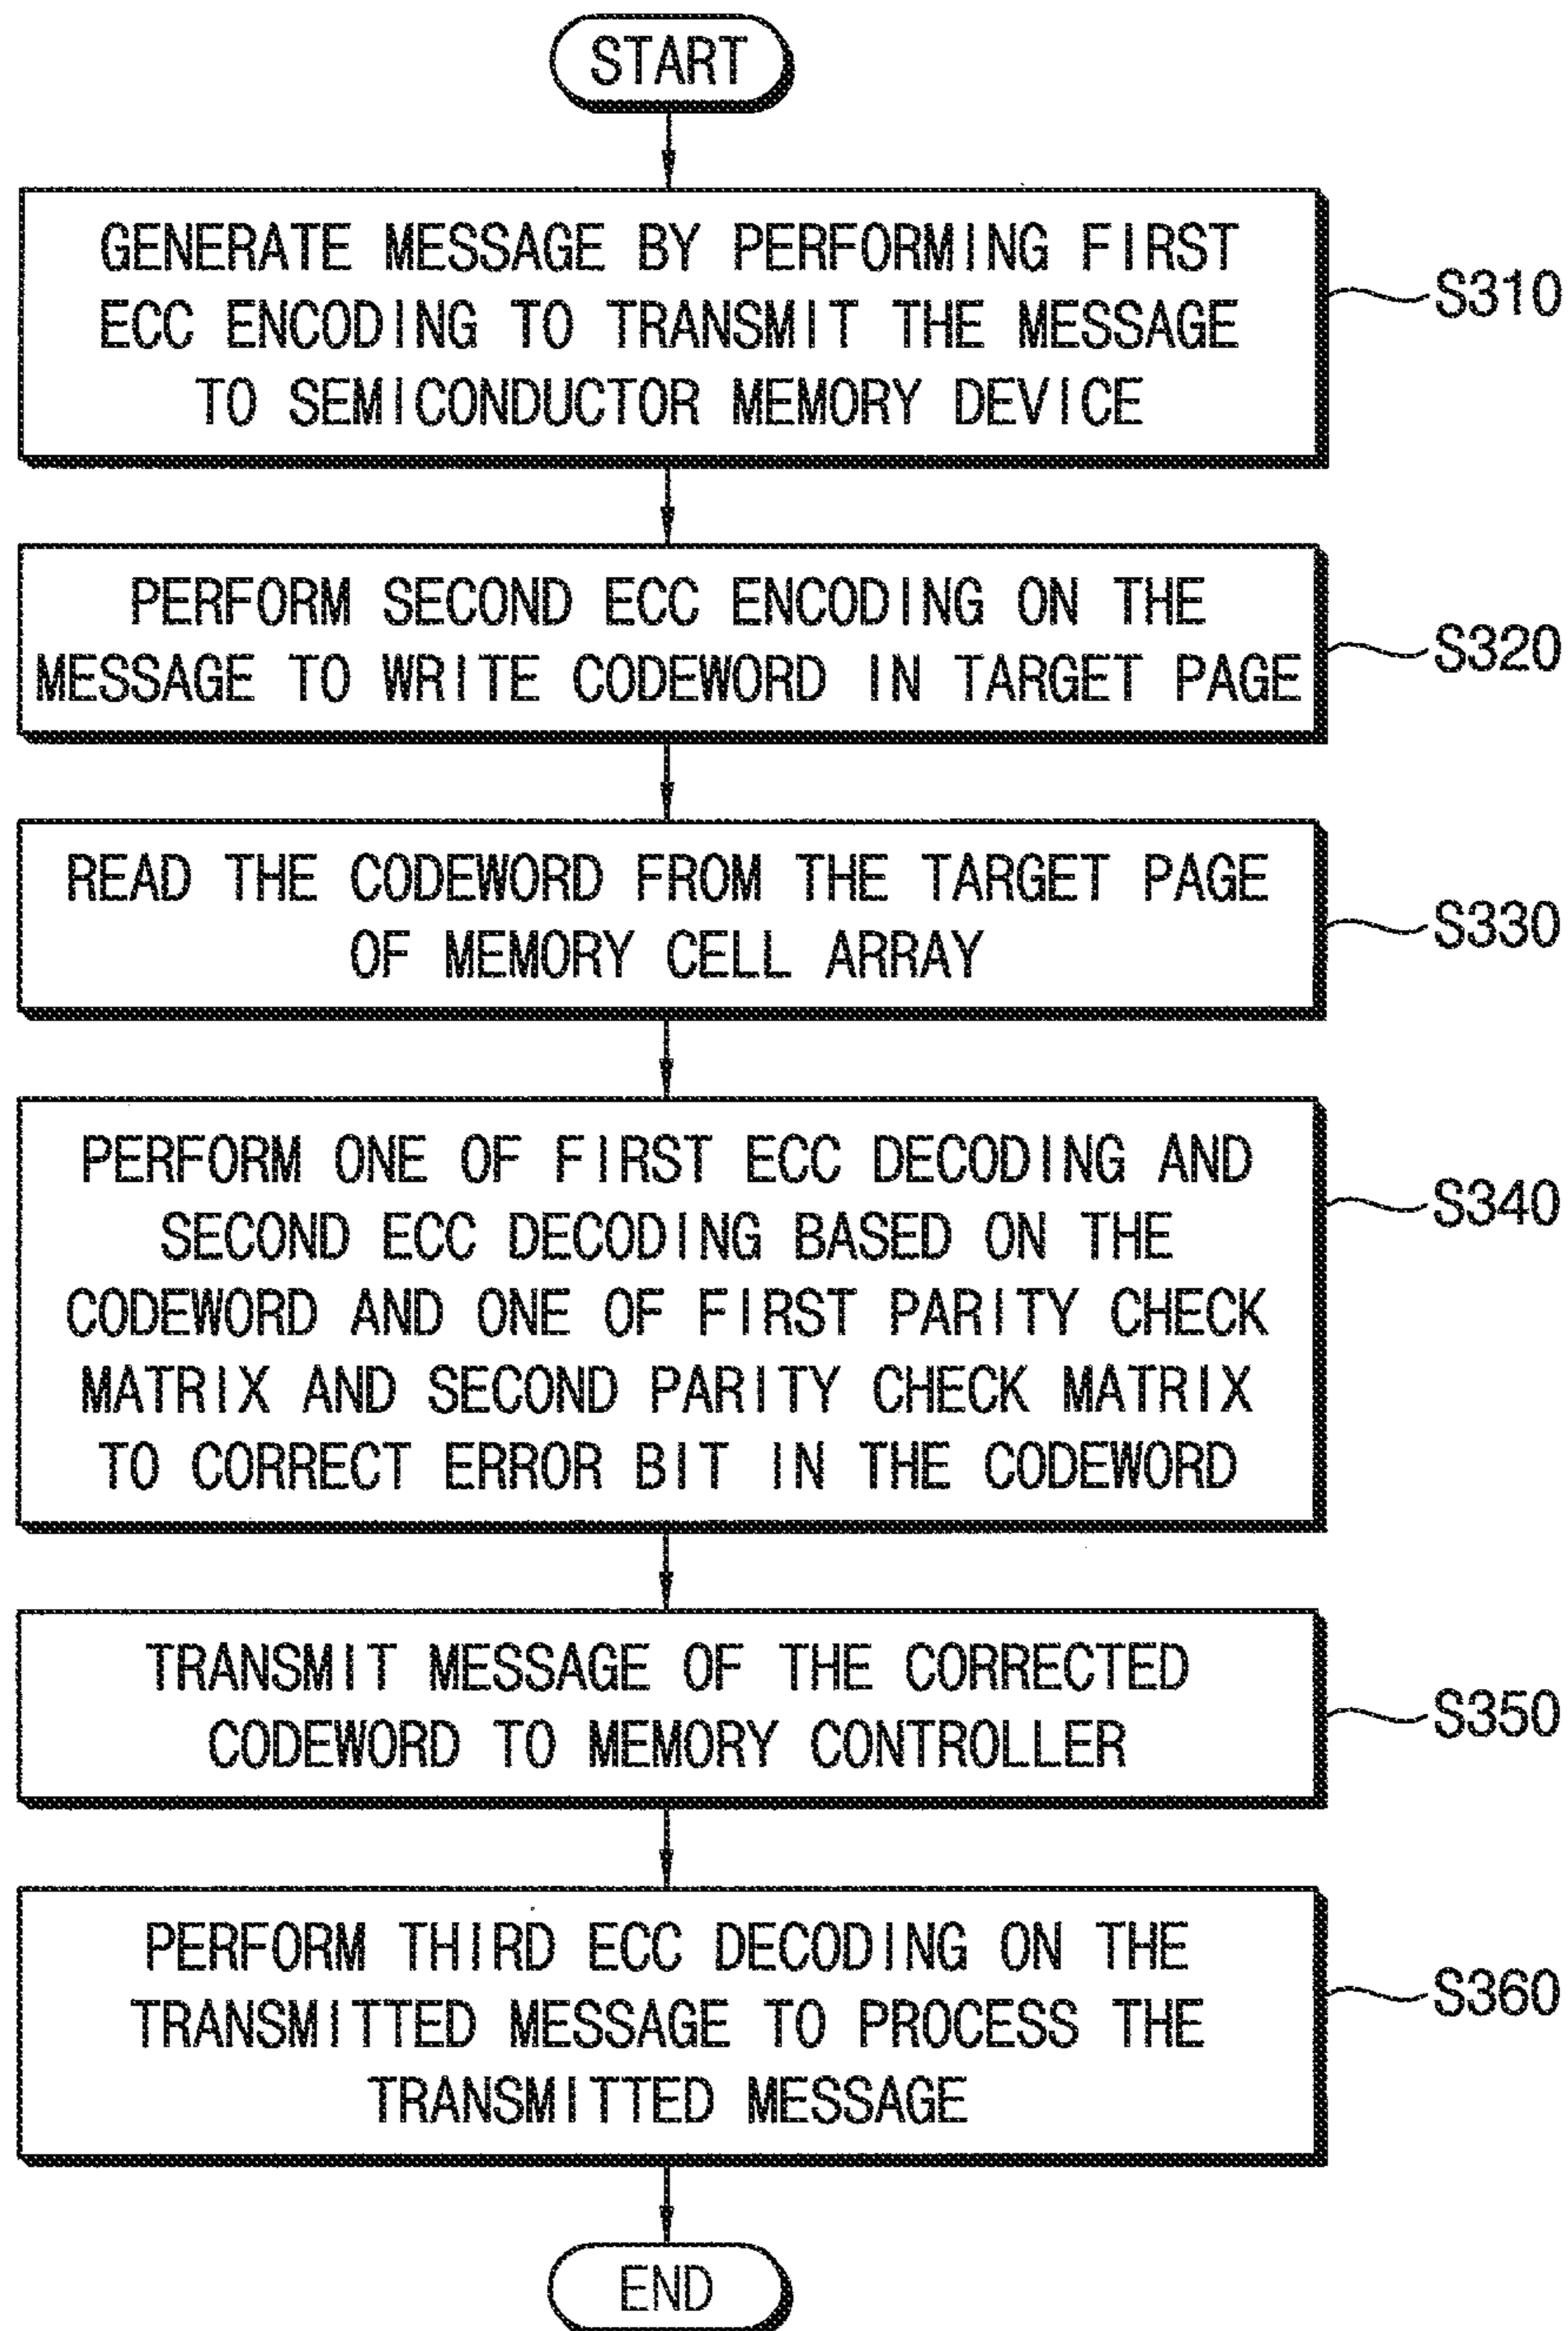 START
GENERATE MESSAGE BY PERFORMING FIRST
ECC ENCODING TO TRANSMIT THE MESSAGE
TO SEMICONDUCTOR MEMORY DEVICE
S310
PERFORM SECOND ECC ENCODING ON THE
MESSAGE TO WRITE CODEWORD IN TARGET PAGE
S320
READ THE CODEWORD FROM THE TARGET PAGE
OF MEMORY CELL ARRAY
S330
PERFORM ONE OF FIRST ECC DECODING AND
SECOND ECC DECODING BASED ON THE
CODEWORD AND ONE OF FIRST PARITY CHECK
MATRIX AND SECOND PARITY CHECK MATRIX
TO CORRECT ERROR BIT IN THE CODEWORD
S340
TRANSMIT MESSAGE OF THE CORRECTED
CODEWORD TO MEMORY CONTROLLER
S350
PERFORM THIRD ECC DECODING ON THE
TRANSMITTED MESSAGE TO PROCESS THE
TRANSMITTED MESSAGE
S360
END